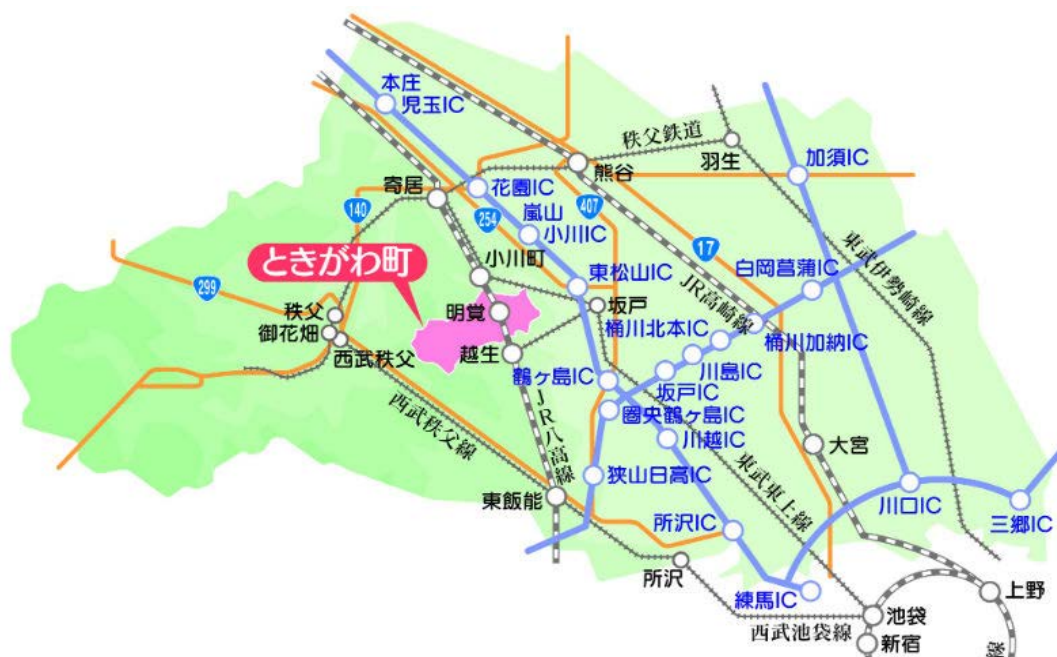 本庄
児玉IC
秩父鉄道
羽生
加須IC
熊谷
寄居
花園IC
140
254
407
嵐山
小川IC
17
東武伊勢崎線
ときがわ町
小川町
東松山IC
白岡菖蒲IC
JR高崎線
299
秩父
御花畑
西武秩父
明覚
坂戸
桶川北本IC
桶川加納IC
越生
川島IC
鶴ヶ島IC
坂戸IC
圏央鶴ヶ島IC
西武秩父線
JR八高線
川越IC
大宮
東武東上線
狭山日高IC
東飯能
川口IC
三郷IC
所沢IC
所沢
練馬IC
上野
池袋
西武池袋線
新宿
線